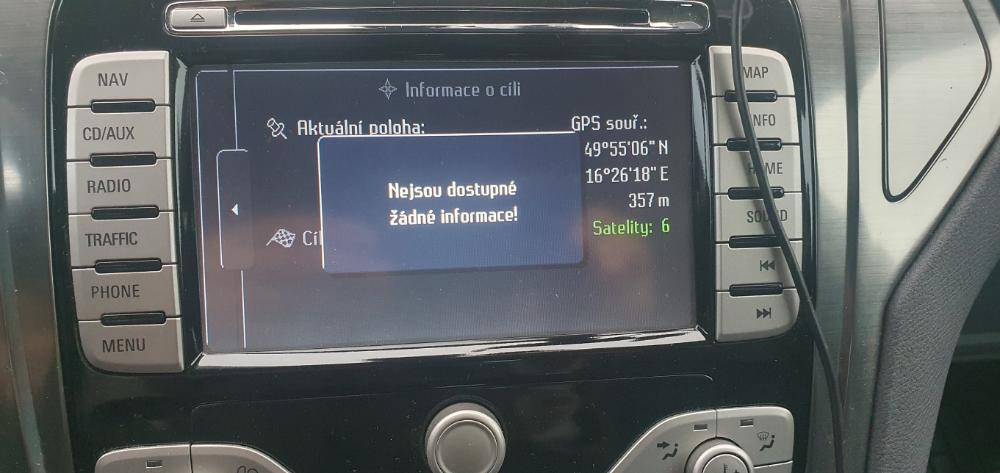 NAV
CD/AUX
RADIO
TRAFFIC
PHONE
MENU
Informace o cíli
Aktuální poloha:
GPS souř.:
49°55'06" N
16°26'18" E
357 m
Satelity: 6
Cíl
Nejsou dostupné
žádné informace!
MAP
INFO
HOME
SOUND